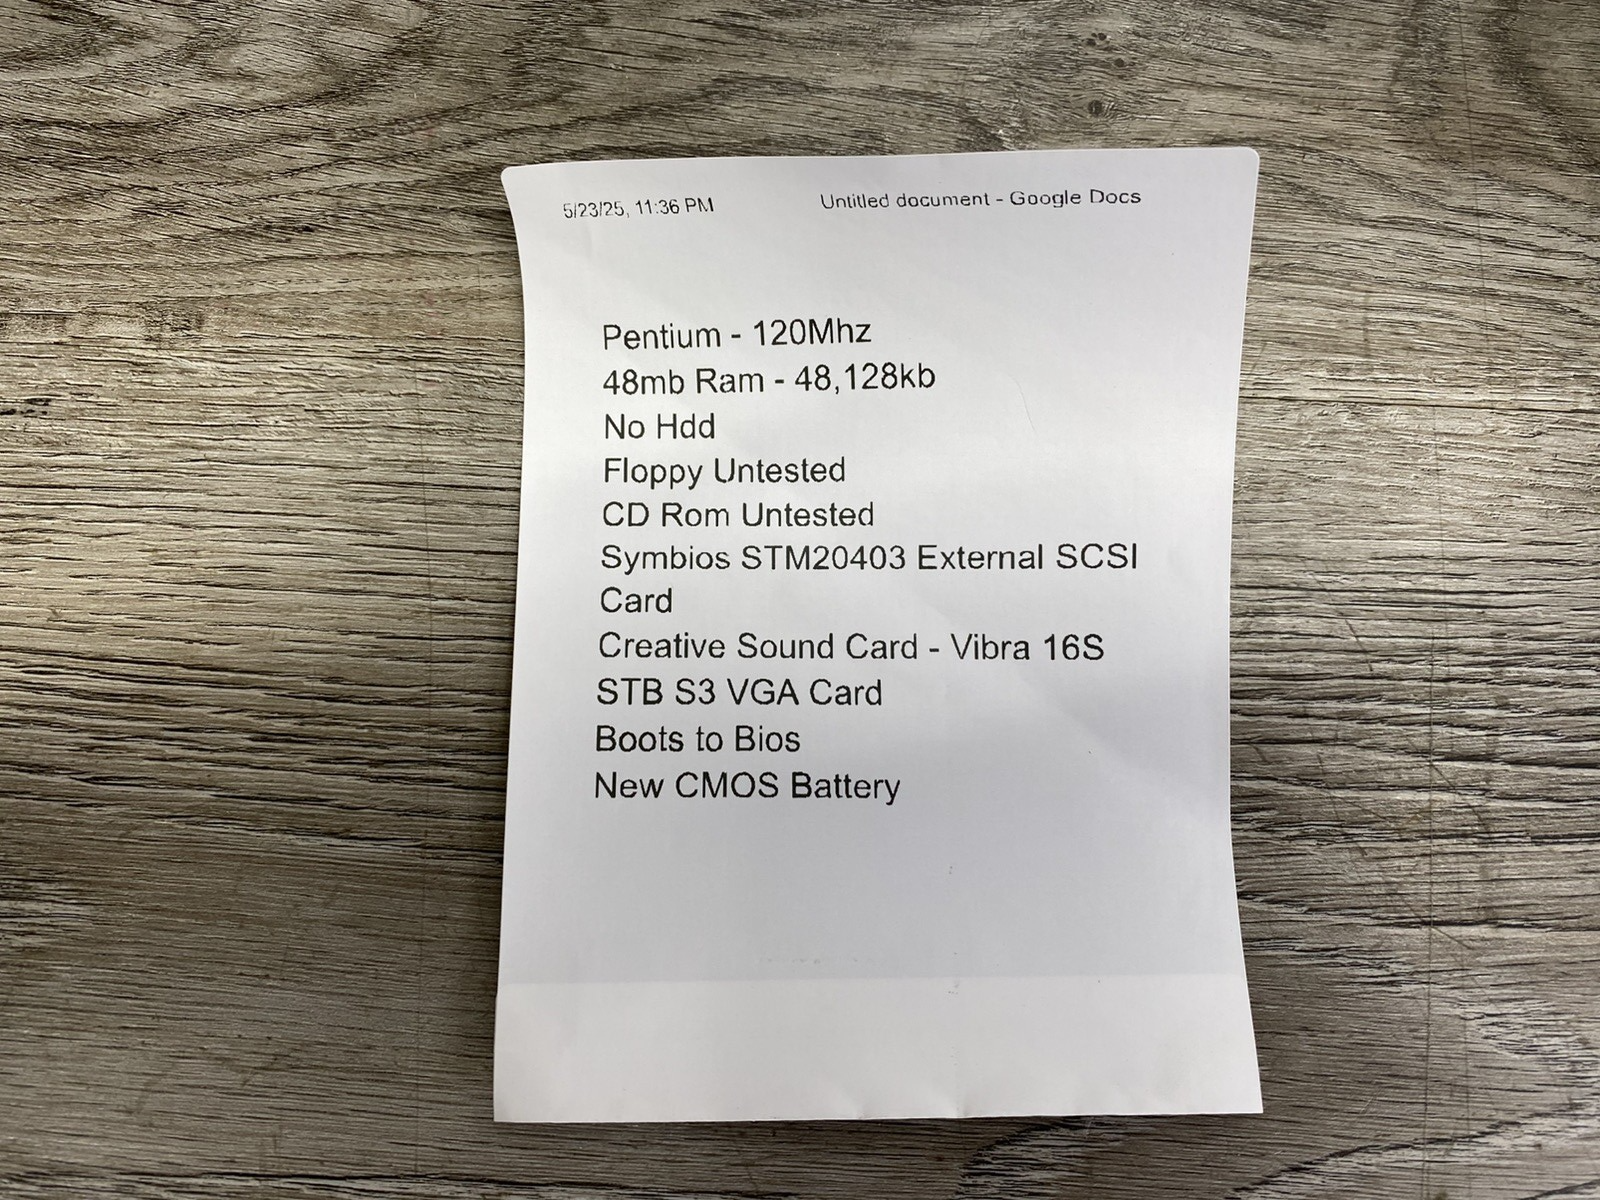 5/23/25, 11:36 PM Untitled document - Google Docs
Pentium - 120Mhz
48mb Ram - 48,128kb
No Hdd
Floppy Untested
CD Rom Untested
Symbios STM20403 External SCSI
Card
Creative Sound Card - Vibra 16S
STB S3 VGA Card
Boots to Bios
New CMOS Battery